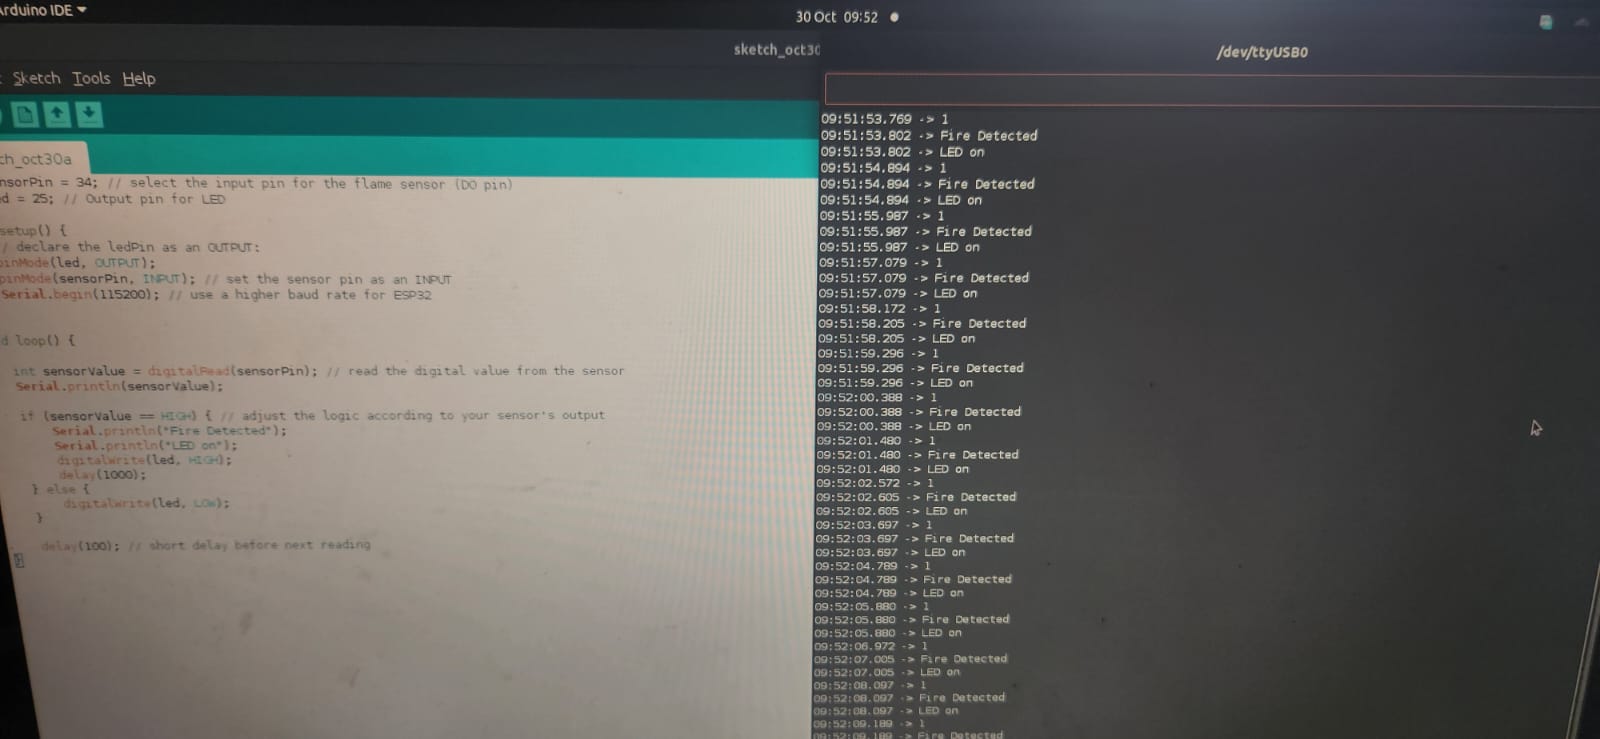 Arduino IDE
30 Oct 09:52
sketch_oct30
/dev/ttyUSB0
Sketch Tools Help
ch_oct30a
nsorPin = 34; // select the input pin for the flame sensor (DO pin)
d = 25; // Output pin for LED
setup() {
/ declare the ledPin as an OUTPUT:
pinMode(led, OUTPUT);
pinMode(sensorPin, INPUT); // set the sensor pin as an INPUT
Serial.begin(115200); // use a higher baud rate for ESP32
d loop() {
int sensorValue = digitalRead(sensorPin); // read the digital value from the sensor
Serial.println(sensorValue);
if (sensorValue == HIGH) { // adjust the logic according to your sensor's output
Serial.println("Fire Detected");
Serial.println("LED on");
digitalWrite(led, HIGH);
delay(1000);
} else {
digitalWrite(led, LOW);
}
delay(100); // short delay before next reading
}
09:51:53.769 -> 1
09:51:53.802 -> Fire Detected
09:51:53.802 -> LED on
09:51:54.894 -> 1
09:51:54.894 -> Fire Detected
09:51:54.894 -> LED on
09:51:55.987 -> 1
09:51:55.987 -> Fire Detected
09:51:55.987 -> LED on
09:51:57.079 -> 1
09:51:57.079 -> Fire Detected
09:51:57.079 -> LED on
09:51:58.172 -> 1
09:51:58.205 -> Fire Detected
09:51:58.205 -> LED on
09:51:59.296 -> 1
09:51:59.296 -> Fire Detected
09:51:59.296 -> LED on
09:52:00.388 -> 1
09:52:00.388 -> Fire Detected
09:52:00.388 -> LED on
09:52:01.480 -> 1
09:52:01.480 -> Fire Detected
09:52:01.480 -> LED on
09:52:02.572 -> 1
09:52:02.605 -> Fire Detected
09:52:02.605 -> LED on
09:52:03.697 -> 1
09:52:03.697 -> Fire Detected
09:52:03.697 -> LED on
09:52:04.789 -> 1
09:52:04.789 -> Fire Detected
09:52:04.789 -> LED on
09:52:05.880 -> 1
09:52:05.880 -> Fire Detected
09:52:05.880 -> LED on
09:52:06.972 -> 1
09:52:07.005 -> Fire Detected
09:52:07.005 -> LED on
09:52:08.097 -> 1
09:52:08.097 -> Fire Detected
09:52:08.097 -> LED on
09:52:09.189 -> 1
09:52:09.189 -> Fire Detected